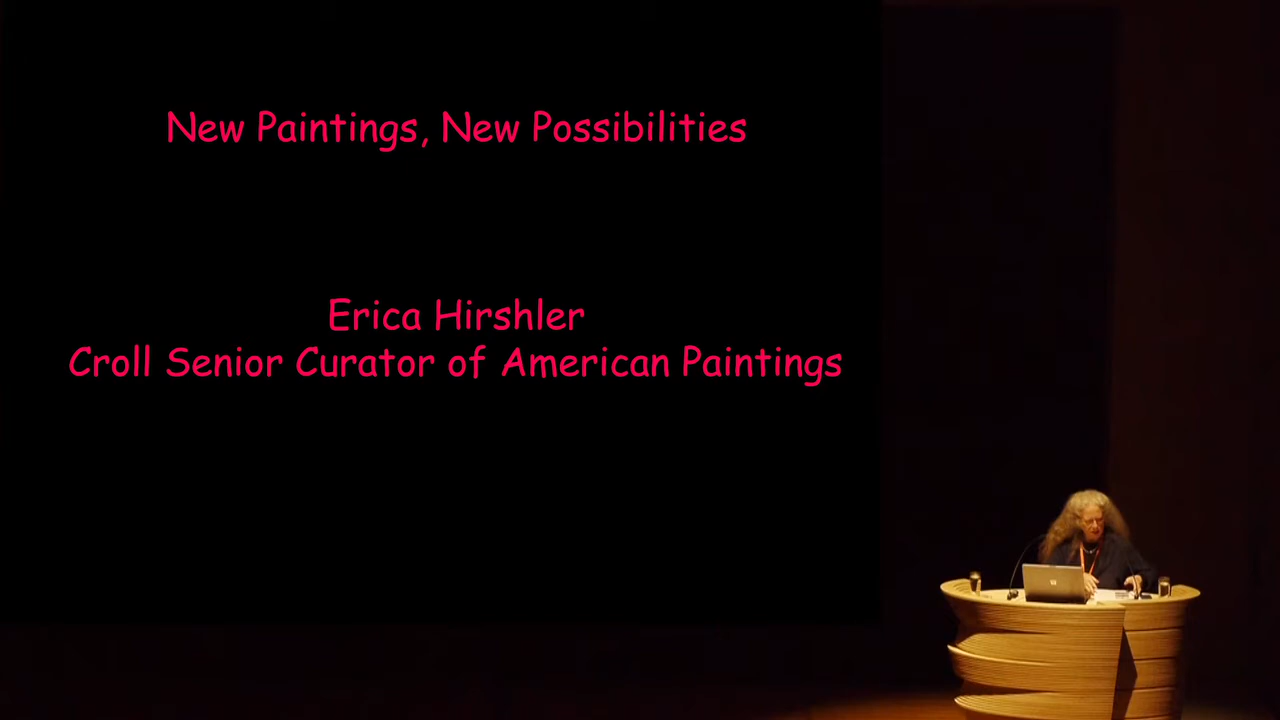 New Paintings, New Possibilities
Erica Hirshler
Croll Senior Curator of American Paintings